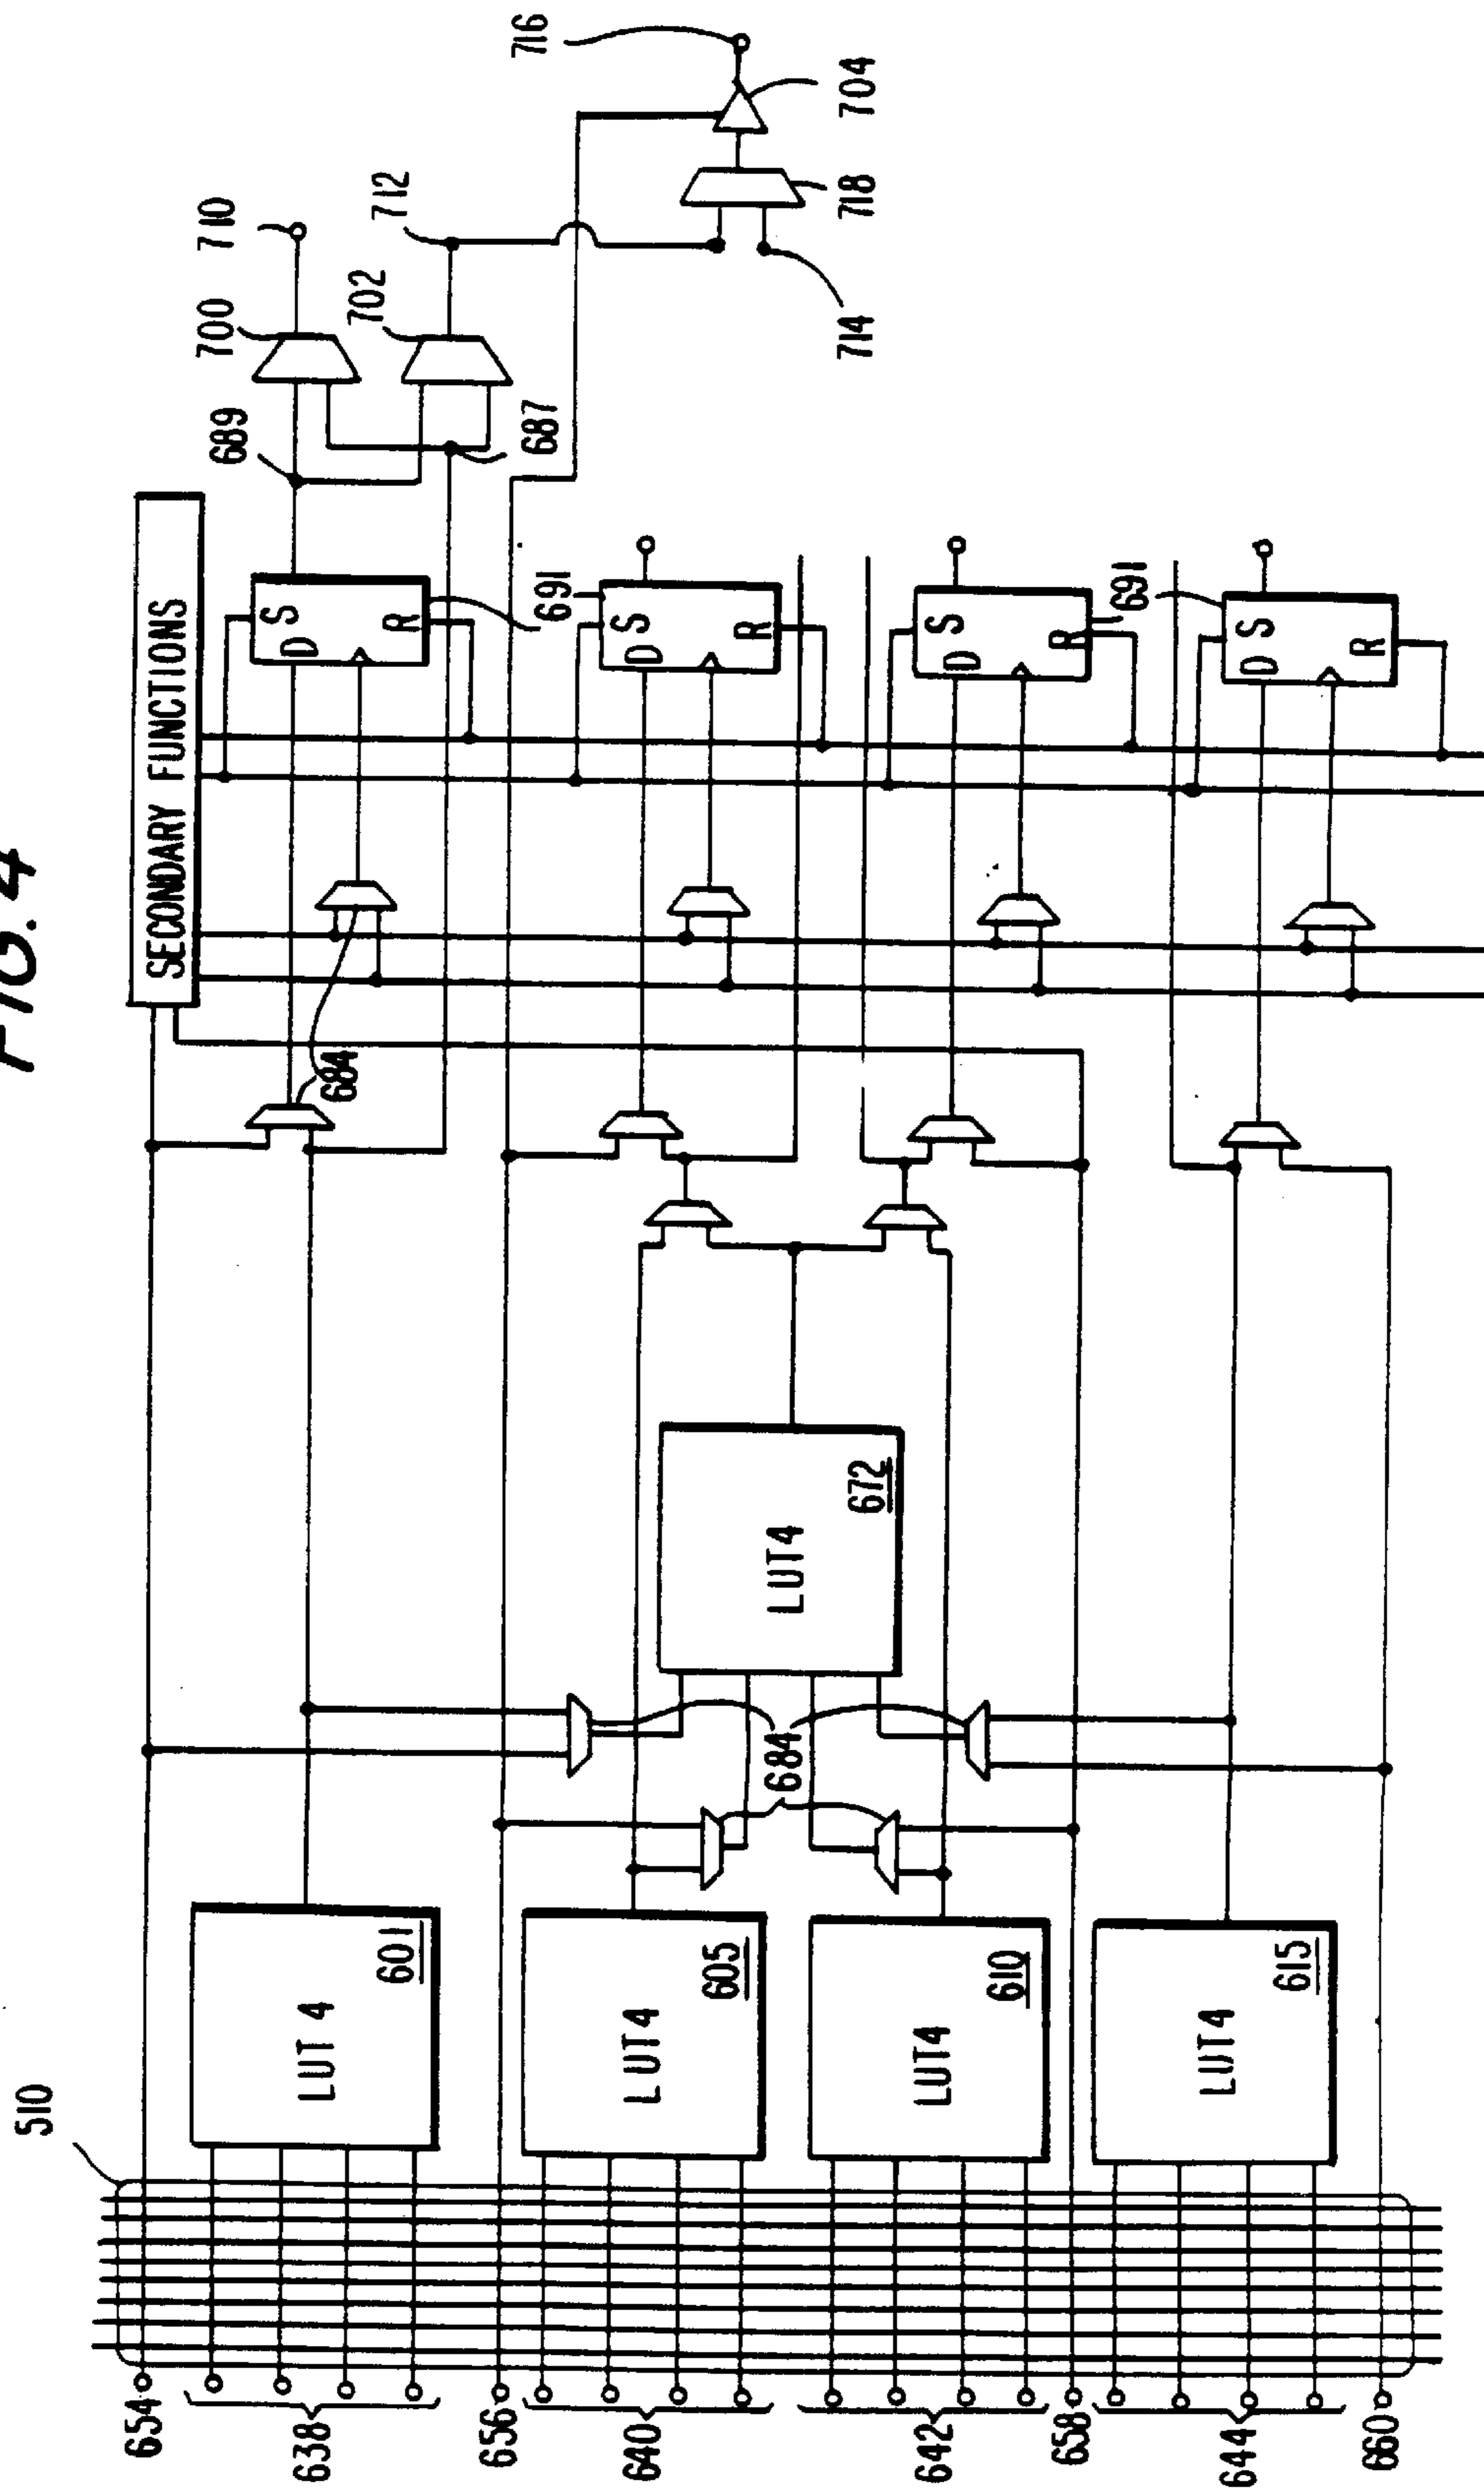 FIG. 4
510
654
638
656
640
642
658
644
660
LUT 4
601
LUT4
605
LUT4
610
LUT4
615
684
LUT4
672
684
SECONDARY FUNCTIONS
D
S
R
691
D
S
R
691
D
S
R
D
S
R
689
687
700
702
710
712
714
718
704
716